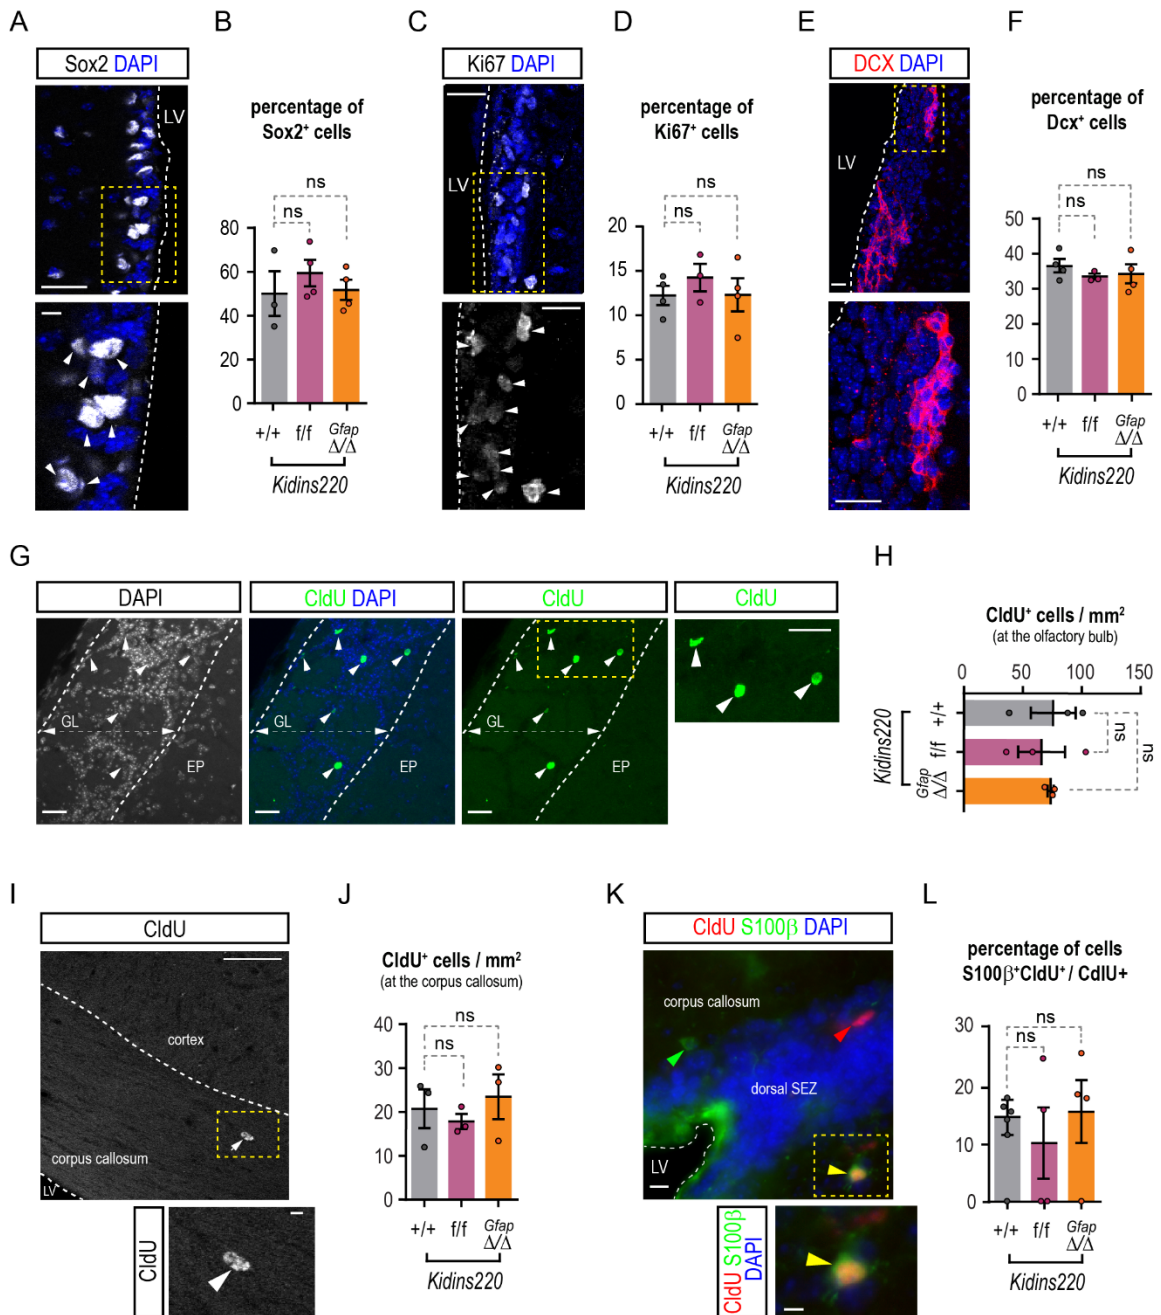 A
Sox2 DAPI
LV
B
percentage of
Sox2⁺ cells
ns
ns
80
60
40
20
0
+/+
f/f
Gfap
Δ/Δ
Kidins220
C
Ki67 DAPI
LV
D
percentage of
Ki67⁺ cells
ns
ns
20
15
10
5
0
+/+
f/f
Gfap
Δ/Δ
Kidins220
E
DCX DAPI
LV
F
percentage of
Dcx⁺ cells
ns
ns
50
40
30
20
10
0
+/+
f/f
Gfap
Δ/Δ
Kidins220
G
DAPI
CldU DAPI
CldU
CldU
GL
EP
GL
EP
GL
EP
H
CldU⁺ cells / mm²
(at the olfactory bulb)
0
50
100
150
Kidins220
+/+
f/f
Gfap
Δ/Δ
ns
ns
I
CldU
cortex
corpus callosum
LV
CldU
J
CldU⁺ cells / mm²
(at the corpus callosum)
ns
ns
40
30
20
10
0
+/+
f/f
Gfap
Δ/Δ
Kidins220
K
CldU S100β DAPI
corpus callosum
dorsal SEZ
LV
CldU S100β
DAPI
L
percentage of cells
S100β⁺CldU⁺ / CdlU+
ns
ns
30
20
10
0
+/+
f/f
Gfap
Δ/Δ
Kidins220